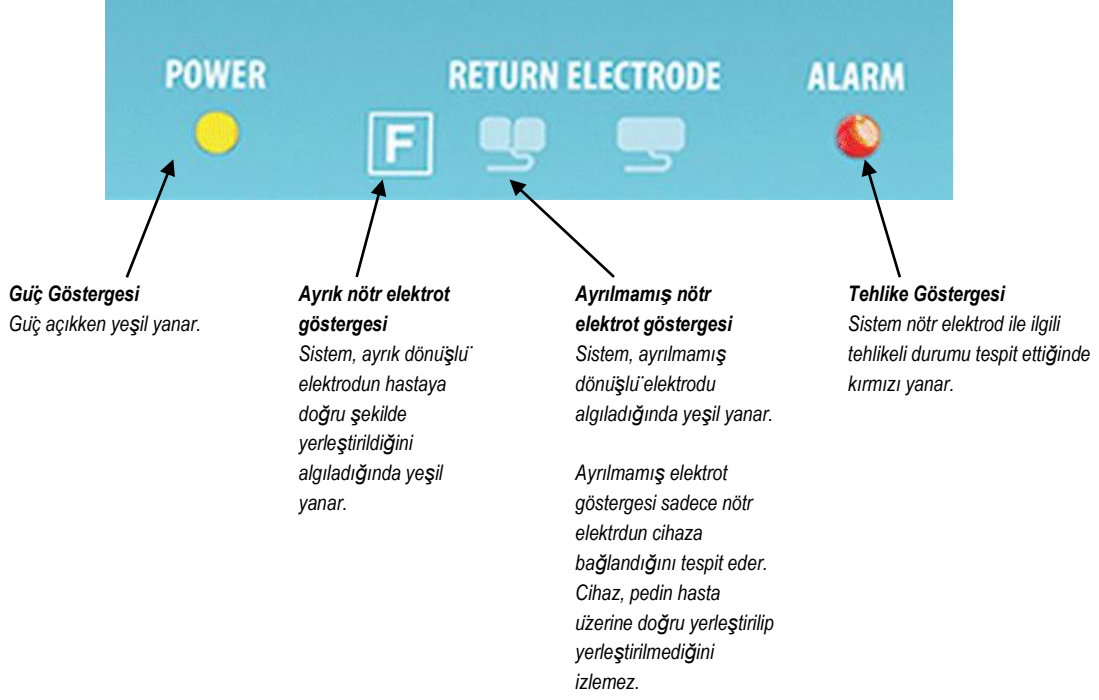 POWER RETURN ELECTRODE ALARM
F
Güç Göstergesi
Güç açıkken yeşil yanar.
Ayrık nötr elektrot
göstergesi
Sistem, ayrık dönüşlü
elektrodun hastaya
doğru şekilde
yerleştirildiğini
algıladığında yeşil
yanar.
Ayrılmamış nötr
elektrot göstergesi
Sistem, ayrılmamış
dönüşlü elektrodu
algıladığında yeşil yanar.
Ayrılmamış elektrot
göstergesi sadece nötr
elektrdun cihaza
bağlandığını tespit eder.
Cihaz, pedin hasta
üzerine doğru yerleştirilip
yerleştirilmediğini
izlemez.
Tehlike Göstergesi
Sistem nötr elektrod ile ilgili
tehlikeli durumu tespit ettiğinde
kırmızı yanar.